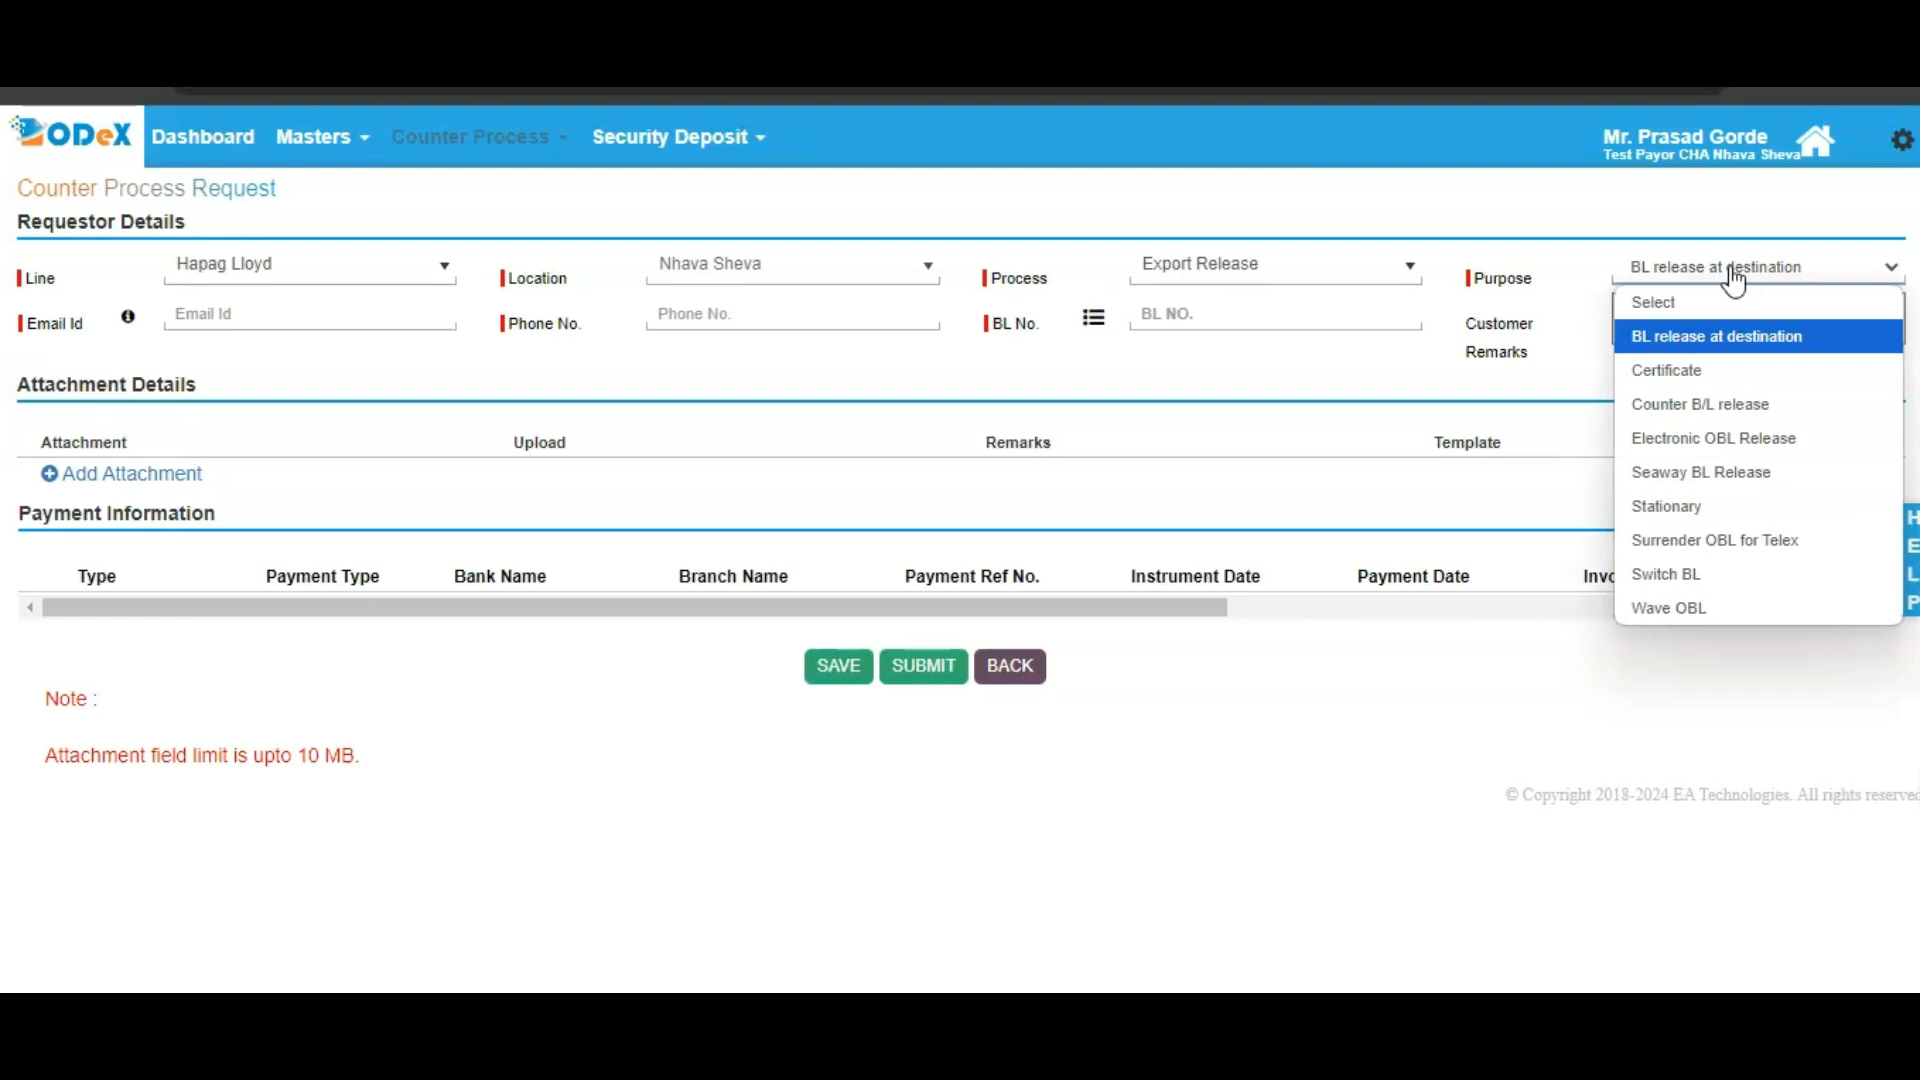 ODeX
Dashboard
Masters
Counter Process
Security Deposit
Mr. Prasad Gorde
Test Payor CHA Nhava Sheva
Counter Process Request
Requestor Details
Line
Hapag Lloyd
Location
Nhava Sheva
Process
Export Release
Purpose
BL release at destination
Email Id
Email Id
Phone No.
Phone No.
BL No.
BL NO.
Customer
Remarks
Select
BL release at destination
Certificate
Counter B/L release
Electronic OBL Release
Seaway BL Release
Stationary
Surrender OBL for Telex
Switch BL
Wave OBL
Attachment Details
Attachment
Upload
Remarks
Template
Add Attachment
Payment Information
Type
Payment Type
Bank Name
Branch Name
Payment Ref No.
Instrument Date
Payment Date
Invo
H
E
L
P
SAVE
SUBMIT
BACK
Note :
Attachment field limit is upto 10 MB.
© Copyright 2018-2024 EA Technologies. All rights reserved